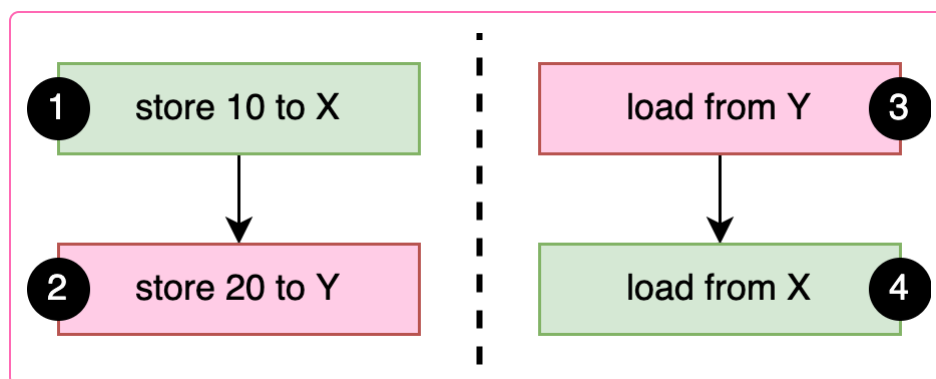 1 store 10 to X
2 store 20 to Y
load from Y 3
load from X 4